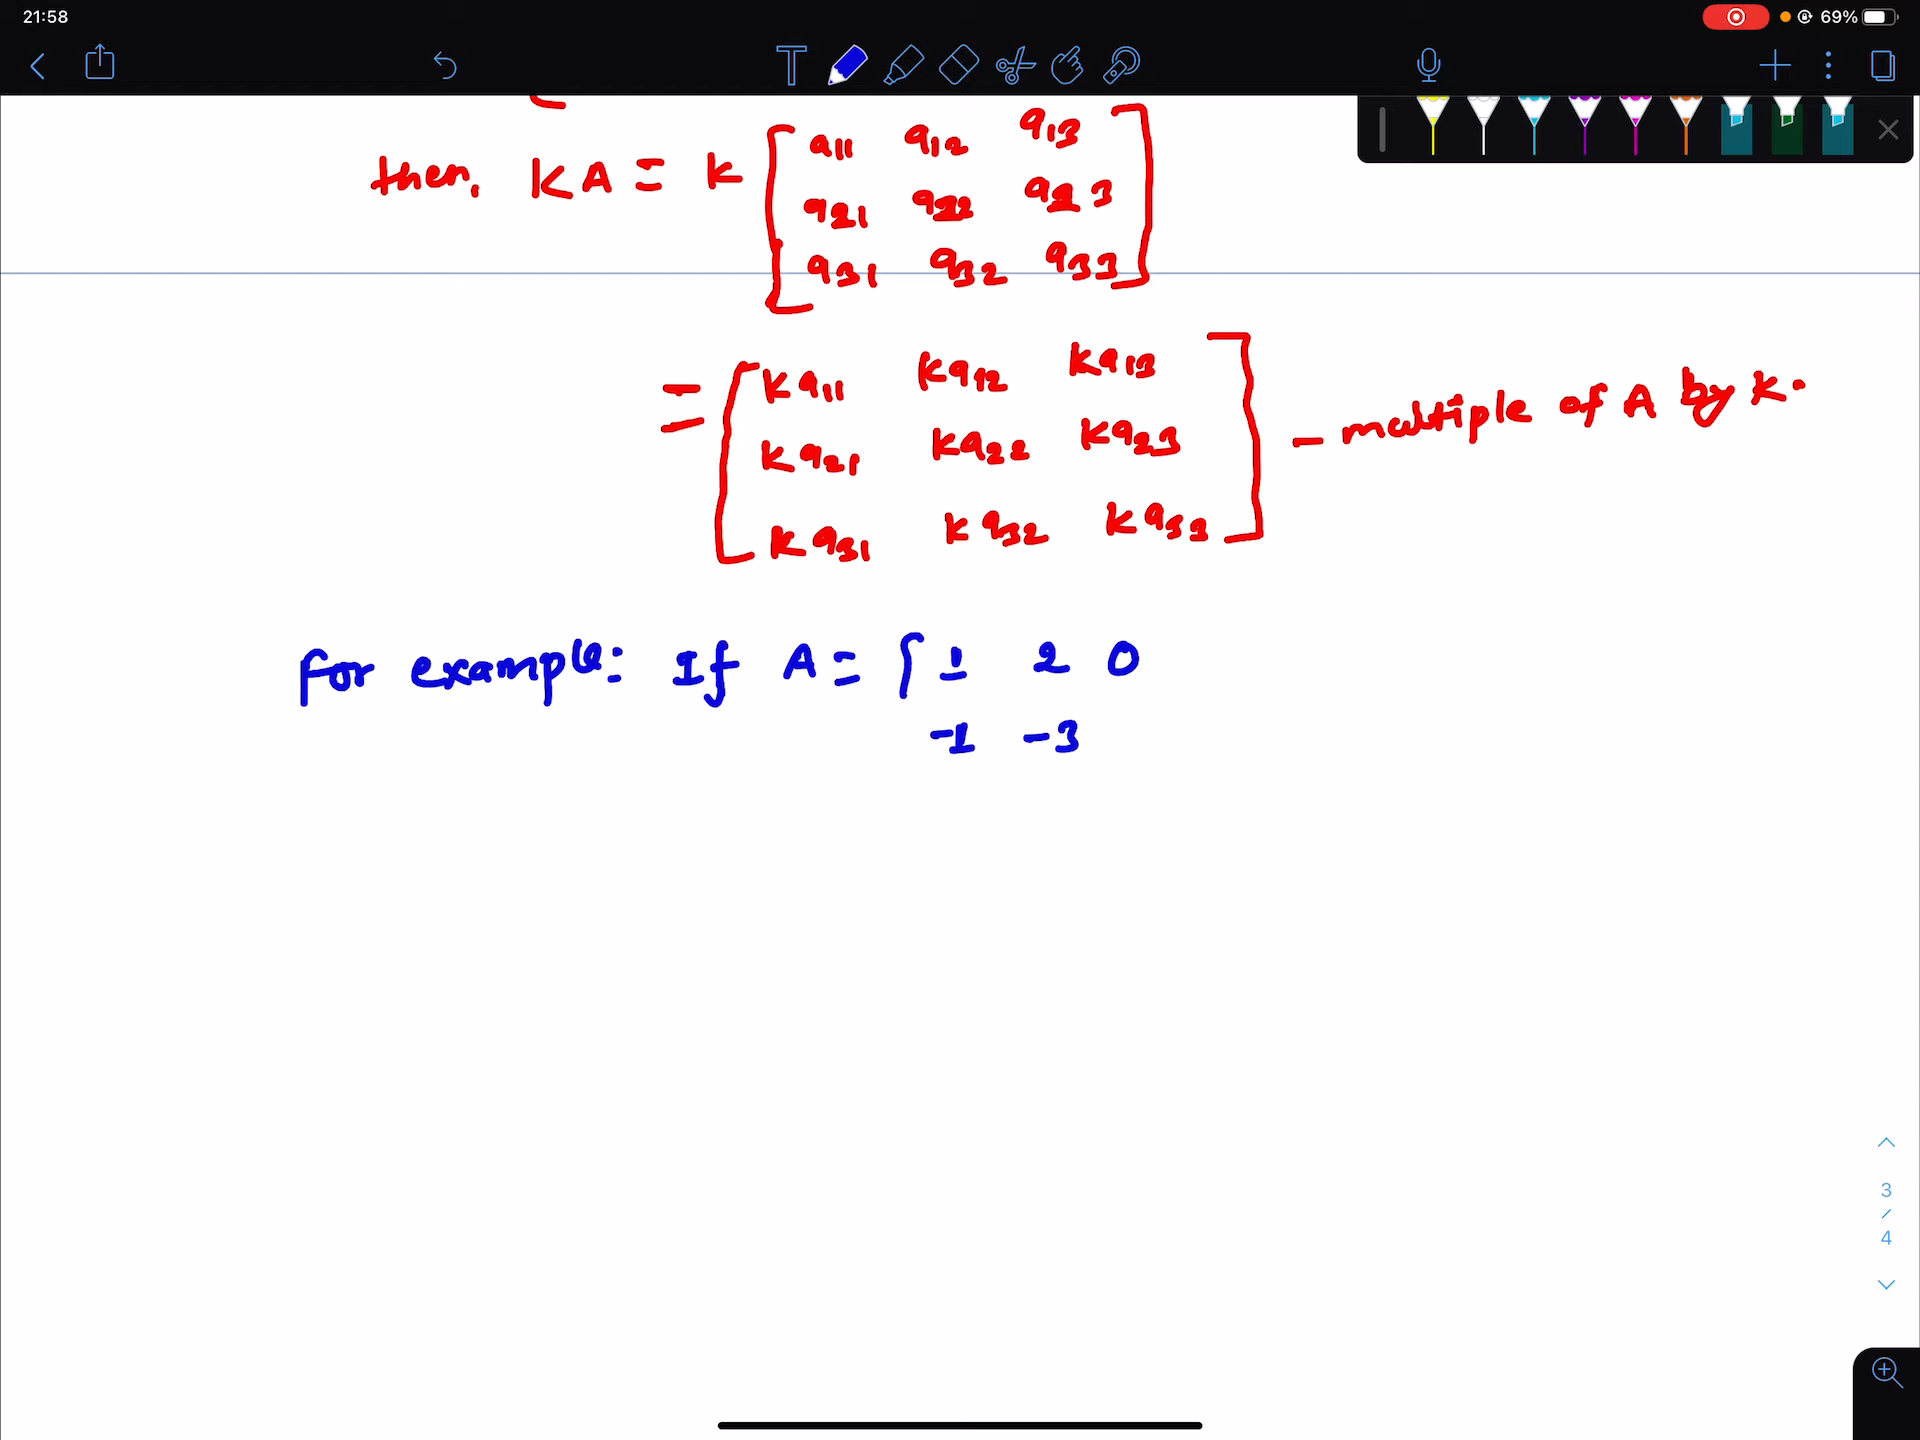 21:58 69%
then, KA = K [ a11 a12 a13
a21 a22 a23
a31 a32 a33 ]
= [ Ka11 Ka12 Ka13
Ka21 Ka22 Ka23
Ka31 Ka32 Ka33 ] – multiple of A by K.
For example: If A = [ 1 2 0
-1 -3
3
/
4